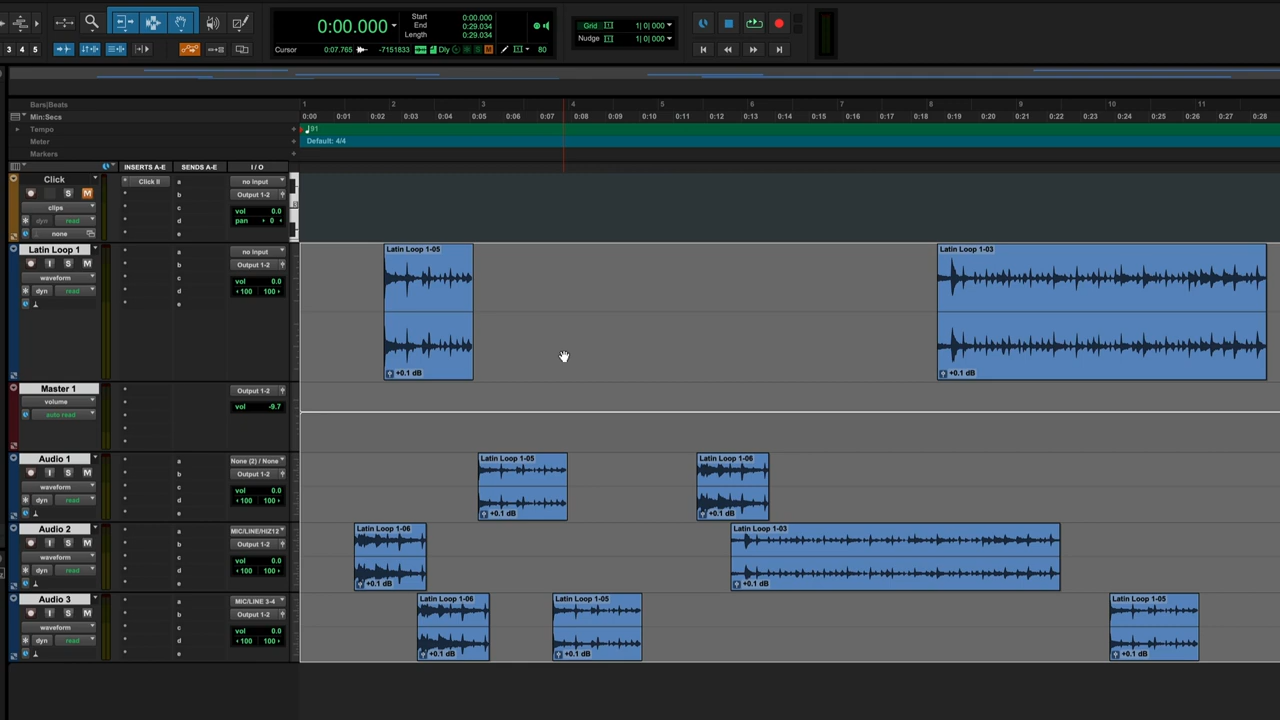 0:00.000
Start 0:00.000
End 0:29.034
Length 0:29.034
Cursor 0:07.765 -7151833 Dly S M 80
Grid 1| 0| 000
Nudge 1| 0| 000
3 4 5
Bars|Beats 1 2 3 4 5 6 7 8 9 10 11
Min:Secs 0:00 0:01 0:02 0:03 0:04 0:05 0:06 0:07 0:08 0:09 0:10 0:11 0:12 0:13 0:14 0:15 0:16 0:17 0:18 0:19 0:20 0:21 0:22 0:23 0:24 0:25 0:26 0:27 0:28
Tempo 91
Meter Default: 4/4
Markers
INSERTS A-E SENDS A-E I / O
Click Click II a no input
S M b Output 1-2
clips c vol 0.0
dyn read d pan 0
none e
Latin Loop 1 a no input Latin Loop 1-05 Latin Loop 1-03
I S M b Output 1-2
waveform c vol 0.0
dyn read d 100 100
e
+0.1 dB +0.1 dB
Master 1 Output 1-2
volume vol -9.7
auto read
Audio 1 a None (2) / None Latin Loop 1-05 Latin Loop 1-06
I S M b Output 1-2
waveform c vol 0.0
dyn read d 100 100
e +0.1 dB +0.1 dB
Audio 2 a MIC/LINE/HIZ12 Latin Loop 1-06 Latin Loop 1-03
I S M b Output 1-2
waveform c vol 0.0
dyn read d 100 100
e +0.1 dB +0.1 dB
Audio 3 a MIC/LINE 3-4 Latin Loop 1-06 Latin Loop 1-05 Latin Loop 1-05
I S M b Output 1-2
waveform c vol 0.0
dyn read d 100 100
e +0.1 dB +0.1 dB +0.1 dB